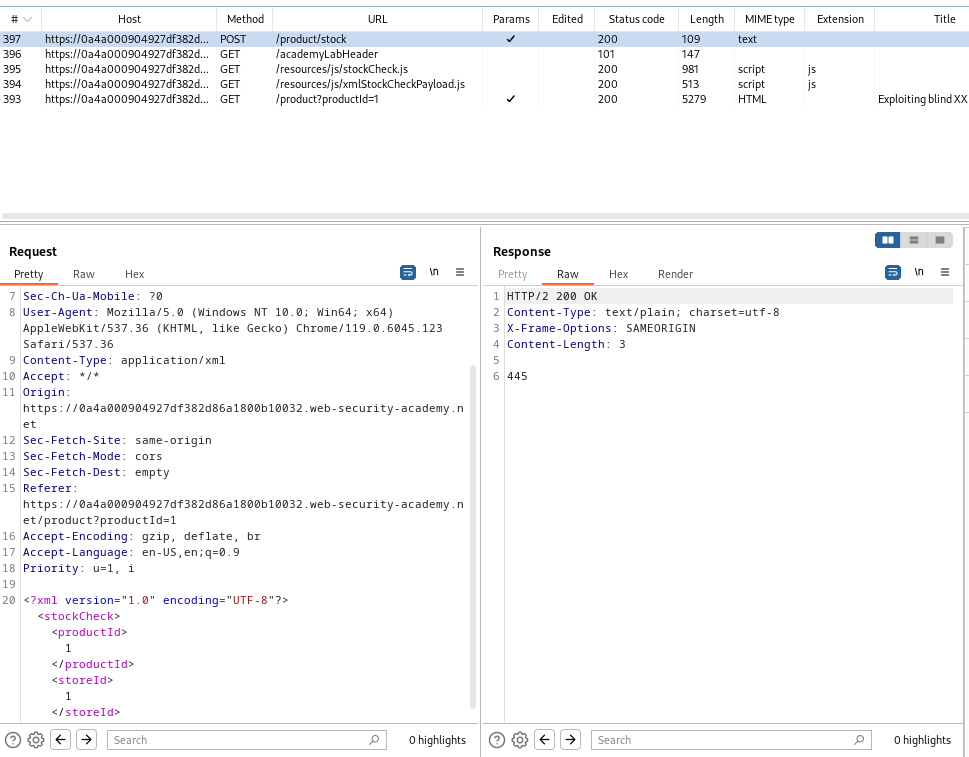 # Host Method URL Params Edited Status code Length MIME type Extension Title
397 https://0a4a000904927df382d... POST /product/stock ✓ 200 109 text
396 https://0a4a000904927df382d... GET /academyLabHeader 101 147
395 https://0a4a000904927df382d... GET /resources/js/stockCheck.js 200 981 script js
394 https://0a4a000904927df382d... GET /resources/js/xmlStockCheckPayload.js 200 513 script js
393 https://0a4a000904927df382d... GET /product?productId=1 ✓ 200 5279 HTML Exploiting blind XX
Request
Pretty Raw Hex \n
7 Sec-Ch-Ua-Mobile: ?0
8 User-Agent: Mozilla/5.0 (Windows NT 10.0; Win64; x64)
AppleWebKit/537.36 (KHTML, like Gecko) Chrome/119.0.6045.123
Safari/537.36
9 Content-Type: application/xml
10 Accept: */*
11 Origin:
https://0a4a000904927df382d86a1800b10032.web-security-academy.n
et
12 Sec-Fetch-Site: same-origin
13 Sec-Fetch-Mode: cors
14 Sec-Fetch-Dest: empty
15 Referer:
https://0a4a000904927df382d86a1800b10032.web-security-academy.n
et/product?productId=1
16 Accept-Encoding: gzip, deflate, br
17 Accept-Language: en-US,en;q=0.9
18 Priority: u=1, i
19
20 <?xml version="1.0" encoding="UTF-8"?>
<stockCheck>
<productId>
1
</productId>
<storeId>
1
</storeId>
Search 0 highlights
Response
Pretty Raw Hex Render \n
1 HTTP/2 200 OK
2 Content-Type: text/plain; charset=utf-8
3 X-Frame-Options: SAMEORIGIN
4 Content-Length: 3
5
6 445
Search 0 highlights